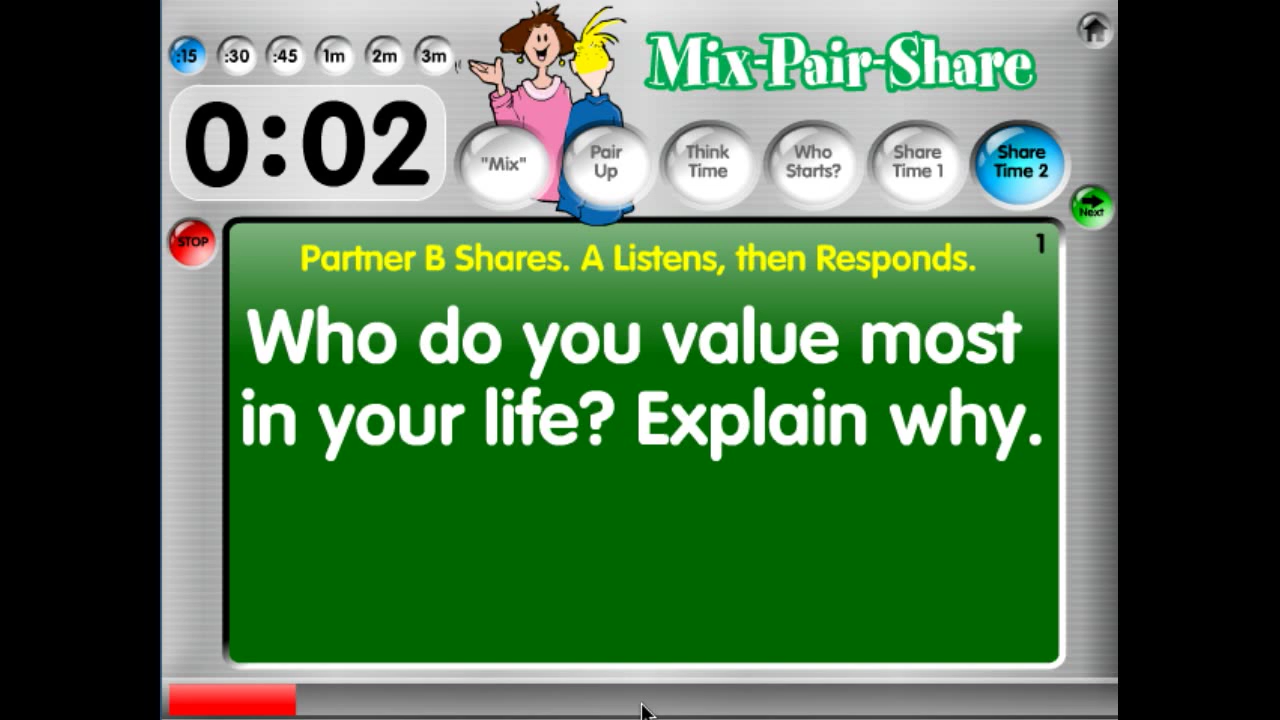 :15 :30 :45 1m 2m 3m
Mix-Pair-Share
0:02
"Mix"
Pair
Up
Think
Time
Who
Starts?
Share
Time 1
Share
Time 2
Next
STOP
1
Partner B Shares. A Listens, then Responds.
Who do you value most
in your life? Explain why.